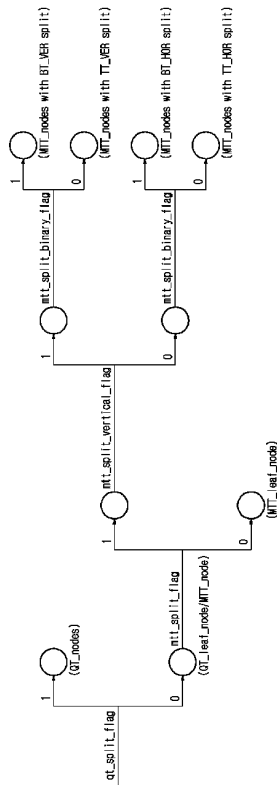 qt_split_flag
1
(QT_nodes)
0
(QT_leaf_node/MTT_node)
mtt_split_flag
1
0
(MTT_leaf_node)
mtt_split_vertical_flag
1
mtt_split_binary_flag
1
(MTT_nodes with BT_VER split)
0
(MTT_nodes with TT_VER split)
0
mtt_split_binary_flag
1
(MTT_nodes with BT_HOR split)
0
(MTT_nodes with TT_HOR split)